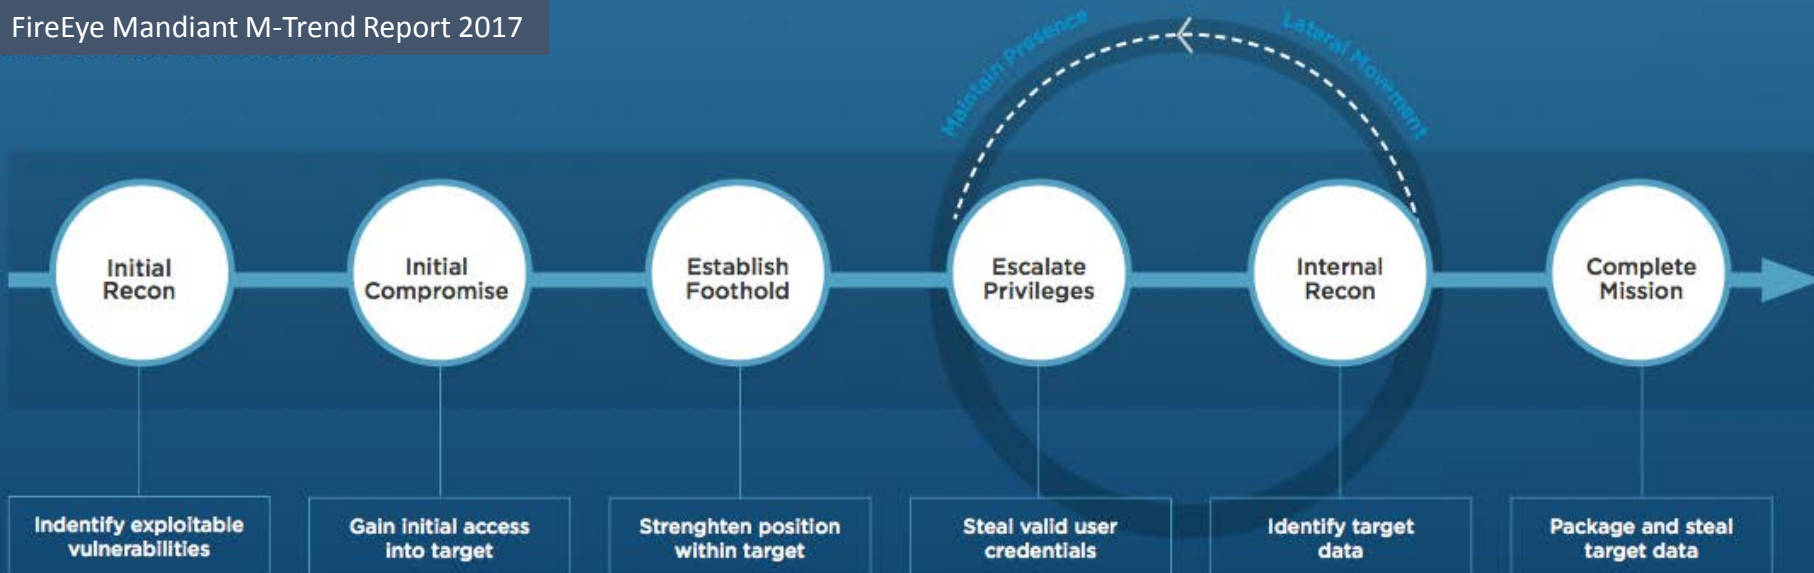 FireEye Mandiant M-Trend Report 2017
Maintain Presence
Lateral Movement
Initial
Recon
Initial
Compromise
Establish
Foothold
Escalate
Privileges
Internal
Recon
Complete
Mission
Indentify exploitable
vulnerabilities
Gain initial access
into target
Strenghten position
within target
Steal valid user
credentials
Identify target
data
Package and steal
target data